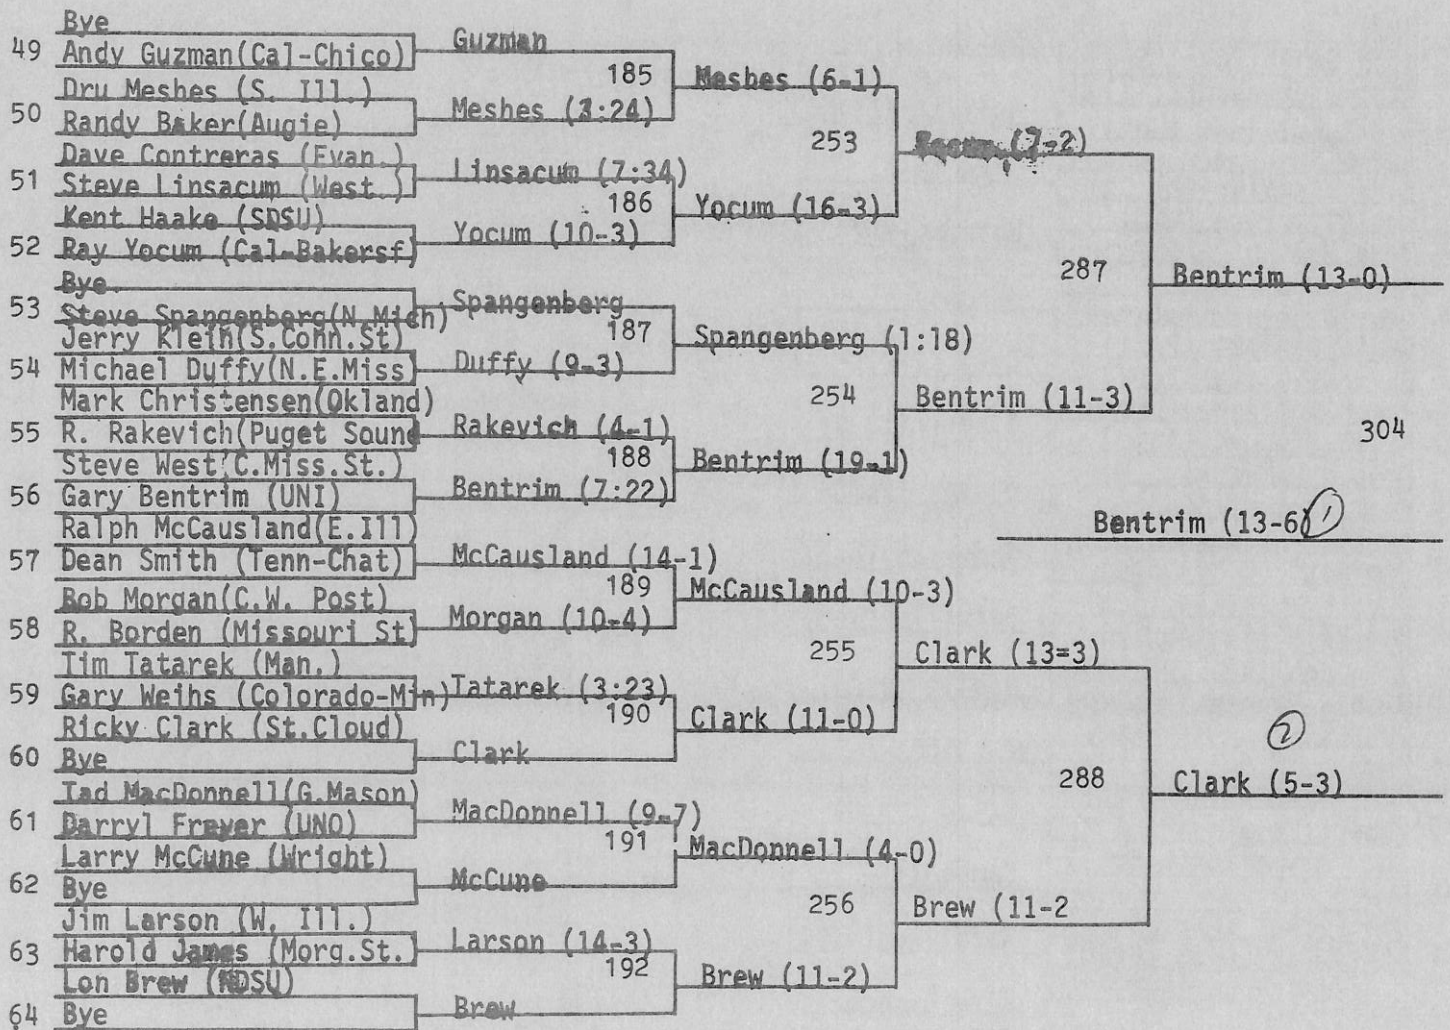 Bye
49 Andy Guzman(Cal-Chico)
Guzman
185
Meshes (6-1)
Dru Meshes (S. Ill.)
50 Randy Baker(Augie)
Meshes (3:24)
253
(7-2)
Dave Contreras (Evan.)
51 Steve Linsacum (West.)
Linsacum (7:34)
186
Yocum (16-3)
Kent Haake (SDSU)
52 Ray Yocum (Cal-Bakersf)
Yocum (10-3)
287
Bentrim (13-0)
Bye
53 Steve Spangenberg(N.Mich)
Spangenberg
187
Spangenberg (1:18)
Jerry Klein(S.Conn.St)
54 Michael Duffy(N.E.Miss
Duffy (9-3)
254
Bentrim (11-3)
Mark Christensen(Okland)
55 R. Rakevich(Puget Sound
Rakevich (4-1)
188
Bentrim (19-1)
304
Steve West(C.Miss.St.)
56 Gary Bentrim (UNI)
Bentrim (7:22)
Bentrim (13-6) 1
Ralph McCausland(E.Ill)
57 Dean Smith (Tenn-Chat)
McCausland (14-1)
189
McCausland (10-3)
Bob Morgan(C.W. Post)
58 R. Borden (Missouri St)
Morgan (10-4)
255
Clark (13=3)
Tim Tatarek (Man.)
59 Gary Weihs (Colorado-Min)
Tatarek (3:23)
190
Clark (11-0)
Ricky Clark (St.Cloud)
60 Bye
Clark
288
2
Clark (5-3)
Tad MacDonnell(G.Mason)
61 Darryl Freyer (UNO)
MacDonnell (9-7)
191
MacDonnell (4-0)
Larry McCune (Wright)
62 Bye
McCune
256
Brew (11-2
Jim Larson (W. Ill.)
63 Harold James (Morg.St.)
Larson (14-3)
192
Brew (11-2)
Lon Brew (NDSU)
64 Bye
Brew